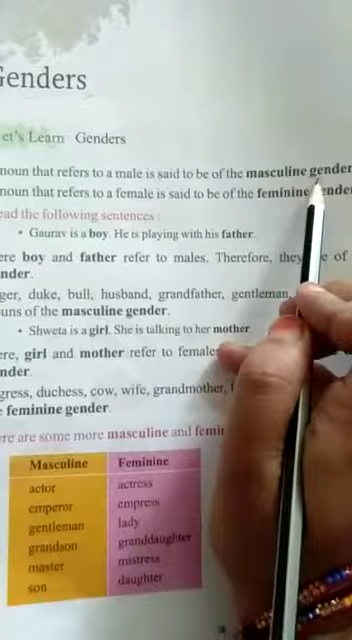 Genders
et's Learn Genders
noun that refers to a male is said to be of the masculine gender
noun that refers to a female is said to be of the feminine
ead the following sentences :
• Gaurav is a boy. He is playing with his father.
ere boy and father refer to males. Therefore, they of
nder.
ger, duke, bull, husband, grandfather, gentleman,
uns of the masculine gender.
• Shweta is a girl. She is talking to her mother
ere, girl and mother refer to female
nder.
gress, duchess, cow, wife, grandmother,
e feminine gender.
ere are some more masculine and femi
Masculine Feminine
actor actress
emperor empress
gentleman lady
grandson granddaughter
master mistress
son daughter